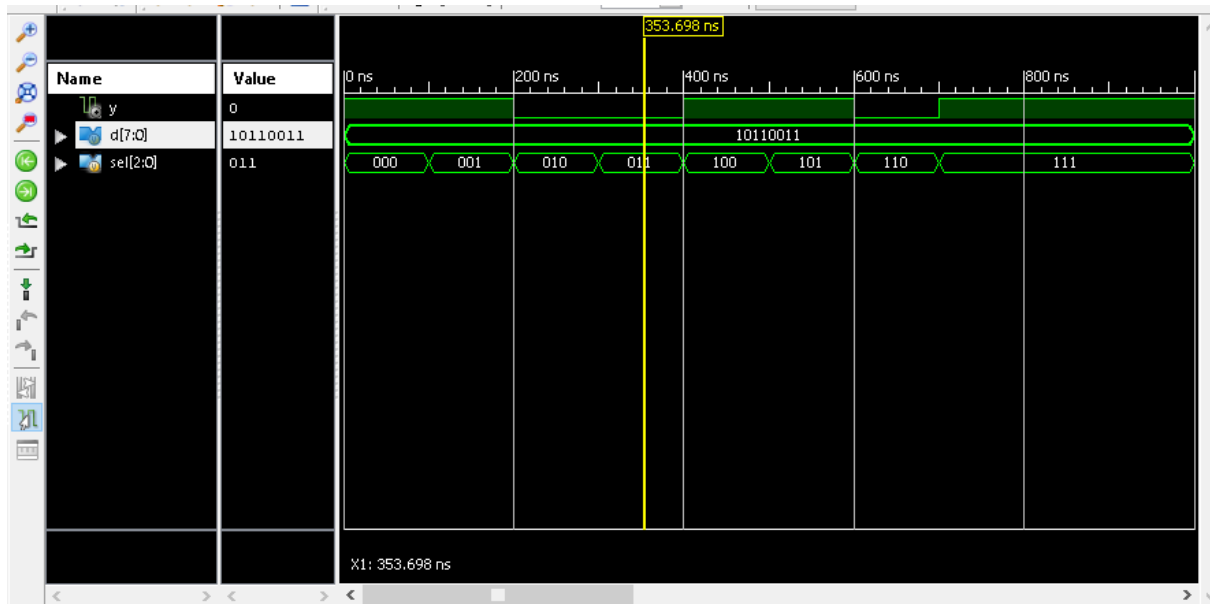 353.698 ns
Name Value 0 ns 200 ns 400 ns 600 ns 800 ns
y 0
d[7:0] 10110011 10110011
sel[2:0] 011 000 001 010 011 100 101 110 111
X1: 353.698 ns